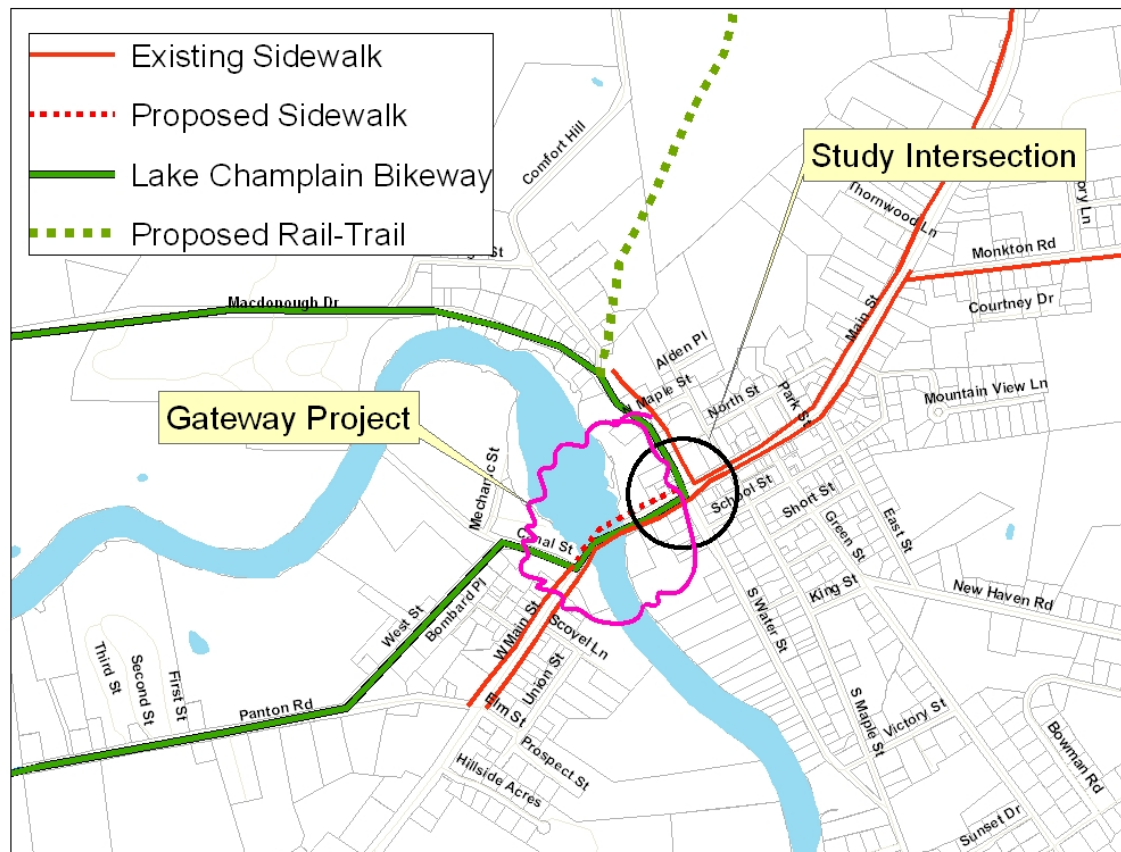 Existing Sidewalk
Proposed Sidewalk
Lake Champlain Bikeway
Proposed Rail-Trail
Study Intersection
Gateway Project
Comfort Hill
Thornwood Ln
Monkton Rd
Courtney Dr
Main St
Macdonough Dr
Alden Pl
W Maple St
North St
Park St
Mountain View Ln
School St
Short St
Green St
East St
Mechanic St
Canal St
King St
New Haven Rd
S Water St
West St
Bombard Pl
W Main St
Scovel Ln
Union St
Third St
Second St
First St
Panton Rd
Elm St
Prospect St
Hillside Acres
S Maple St
Victory St
Bowman Rd
Sunset Dr